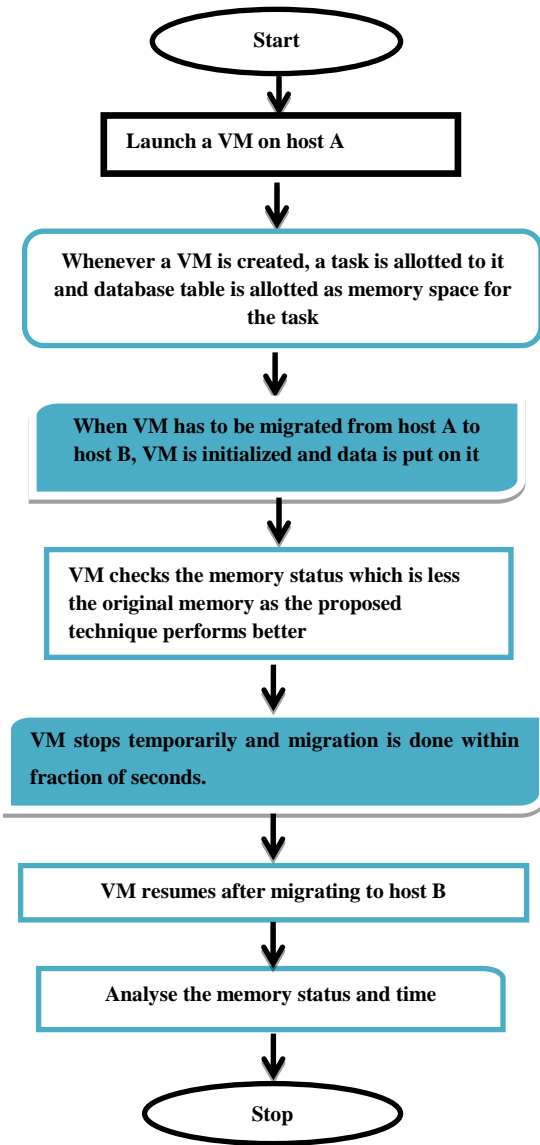 Start
Launch a VM on host A
Whenever a VM is created, a task is allotted to it
and database table is allotted as memory space for
the task
When VM has to be migrated from host A to
host B, VM is initialized and data is put on it
VM checks the memory status which is less
the original memory as the proposed
technique performs better
VM stops temporarily and migration is done within
fraction of seconds.
VM resumes after migrating to host B
Analyse the memory status and time
Stop